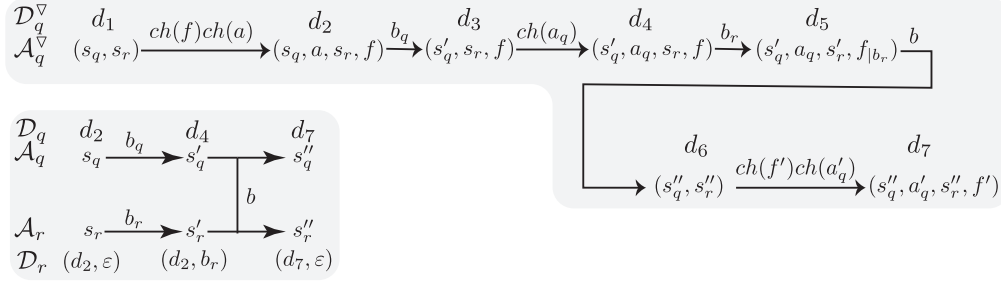 𝒟_q^∇ d_1 d_2 d_3 d_4 d_5
𝒜_q^∇ (s_q, s_r) ch(f)ch(a) (s_q, a, s_r, f) b_q (s'_q, s_r, f) ch(a_q) (s'_q, a_q, s_r, f) b_r (s'_q, a_q, s'_r, f_{|b_r}) b
d_6 d_7
(s''_q, s''_r) ch(f')ch(a'_q) (s''_q, a'_q, s''_r, f')
𝒟_q d_2 d_4 d_7
𝒜_q s_q b_q s'_q s''_q
b
𝒜_r s_r b_r s'_r s''_r
𝒟_r (d_2, ε) (d_2, b_r) (d_7, ε)